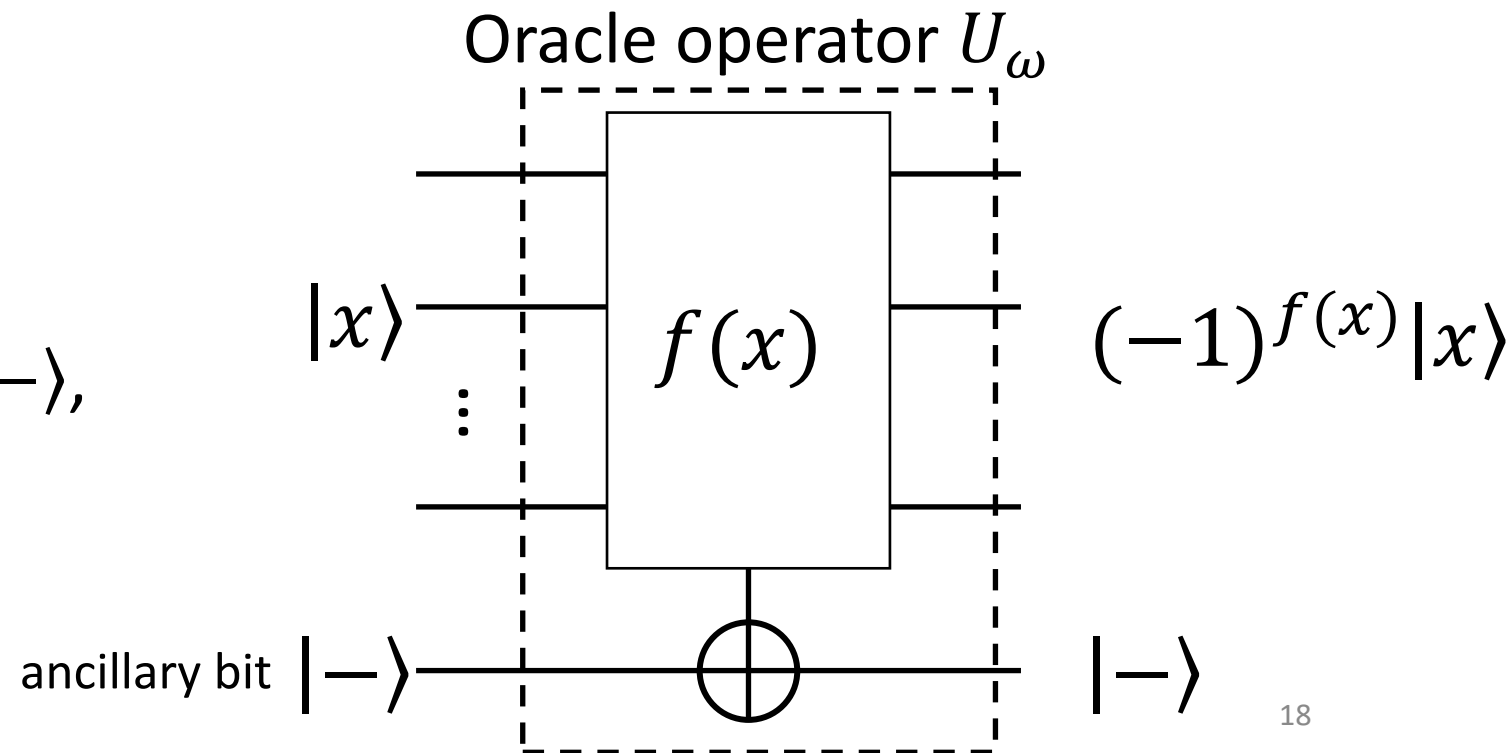 Oracle operator U_ω
|x⟩
f(x)
(−1)^{f(x)}|x⟩
−⟩,
⋮
ancillary bit |−⟩
|−⟩
18